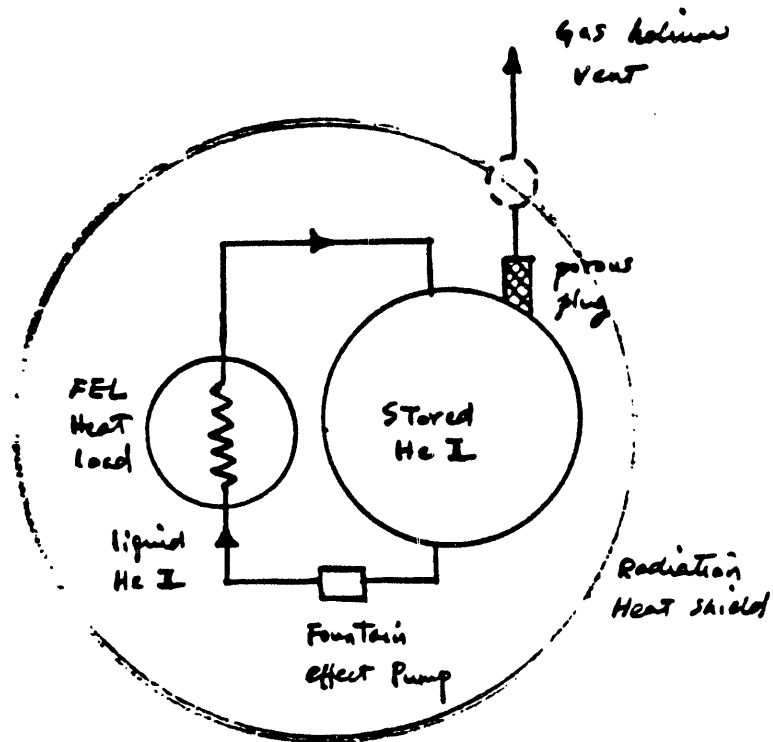 Gas helium
vent
porous
plug
FEL
Heat
Load
Stored
He II
liquid
He II
Fountain
effect Pump
Radiation
Heat shield